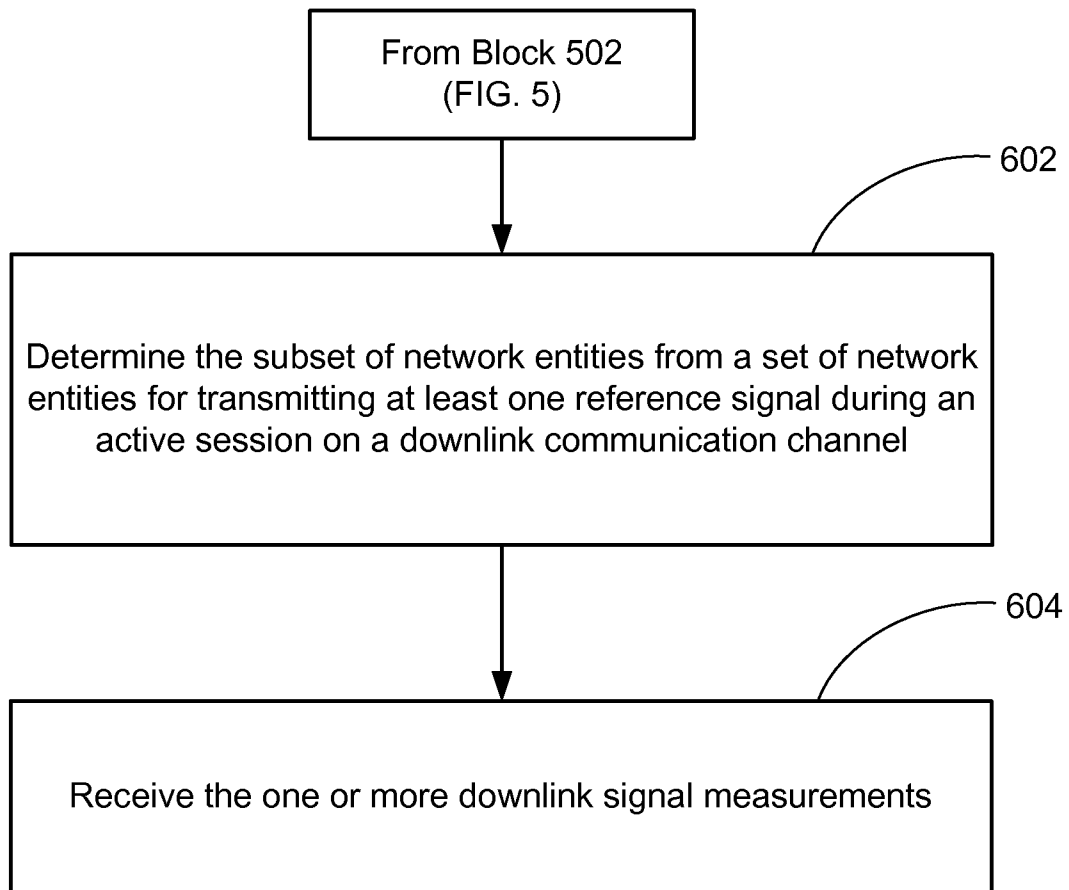 From Block 502
(FIG. 5)
602
Determine the subset of network entities from a set of network
entities for transmitting at least one reference signal during an
active session on a downlink communication channel
604
Receive the one or more downlink signal measurements